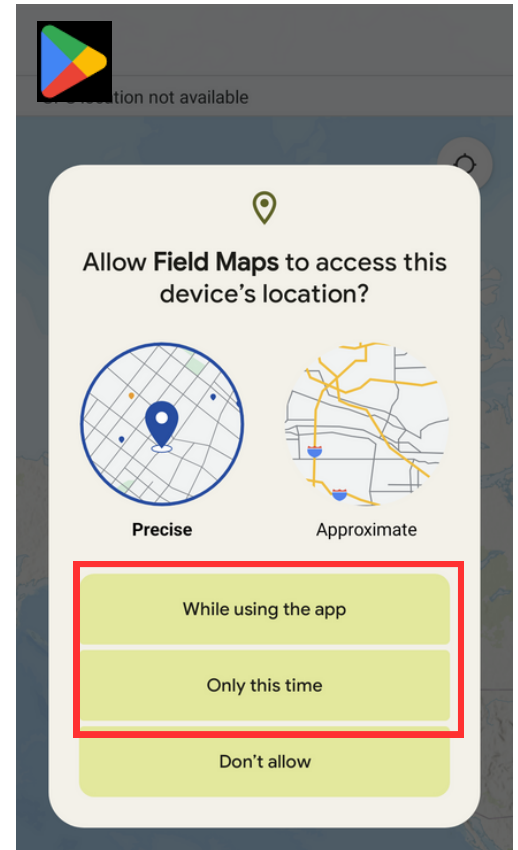 location not available
Allow Field Maps to access this
device's location?
Precise
Approximate
While using the app
Only this time
Don't allow